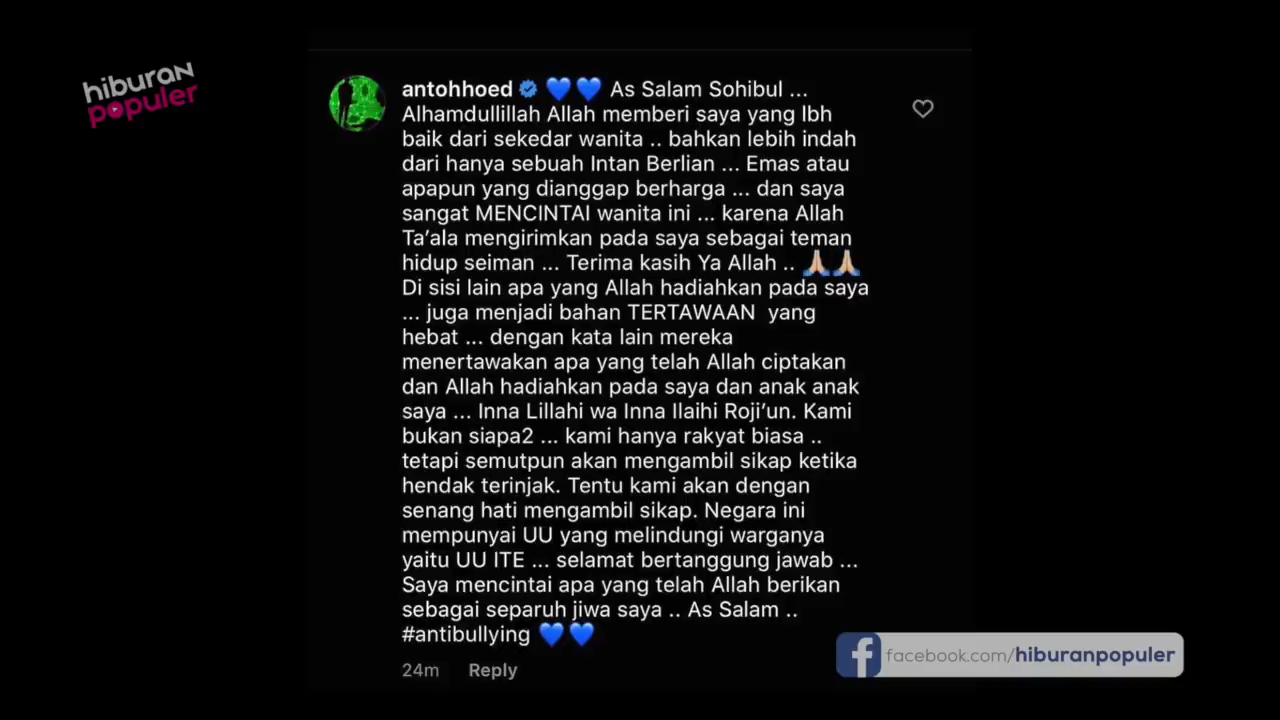 hiburan
populer
antohhoed 💙💙 As Salam Sohibul ...
Alhamdullillah Allah memberi saya yang lbh
baik dari sekedar wanita .. bahkan lebih indah
dari hanya sebuah Intan Berlian ... Emas atau
apapun yang dianggap berharga ... dan saya
sangat MENCINTAI wanita ini ... karena Allah
Ta’ala mengirimkan pada saya sebagai teman
hidup seiman ... Terima kasih Ya Allah .. 🙏🏻🙏🏻
Di sisi lain apa yang Allah hadiahkan pada saya
... juga menjadi bahan TERTAWAAN yang
hebat ... dengan kata lain mereka
menertawakan apa yang telah Allah ciptakan
dan Allah hadiahkan pada saya dan anak anak
saya ... Inna Lillahi wa Inna Ilaihi Roji’un. Kami
bukan siapa2 ... kami hanya rakyat biasa ..
tetapi semutpun akan mengambil sikap ketika
hendak terinjak. Tentu kami akan dengan
senang hati mengambil sikap. Negara ini
mempunyai UU yang melindungi warganya
yaitu UU ITE ... selamat bertanggung jawab ...
Saya mencintai apa yang telah Allah berikan
sebagai separuh jiwa saya .. As Salam ..
#antibullying 💙💙
24m Reply
facebook.com/hiburanpopuler